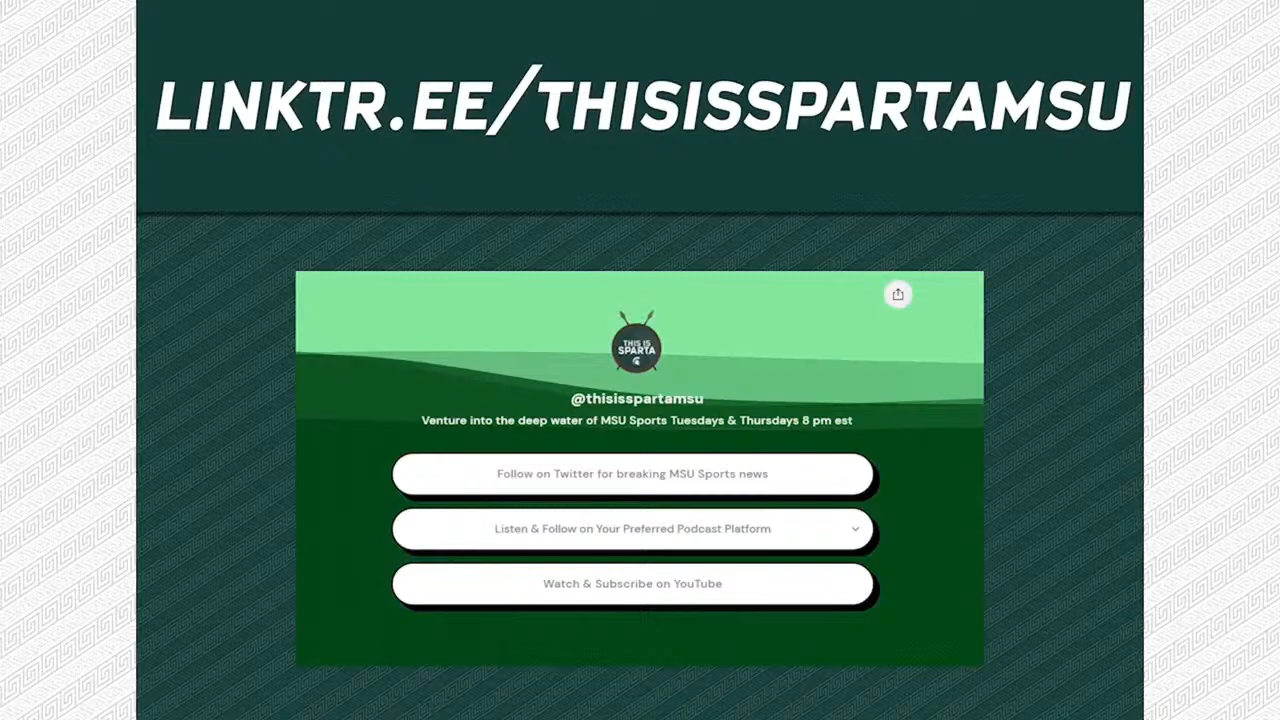 LINKTR.EE/THISISSPARTAMSU
THIS IS
SPARTA
@thisisspartamsu
Venture into the deep water of MSU Sports Tuesdays & Thursdays 8 pm est
Follow on Twitter for breaking MSU Sports news
Listen & Follow on Your Preferred Podcast Platform
Watch & Subscribe on YouTube